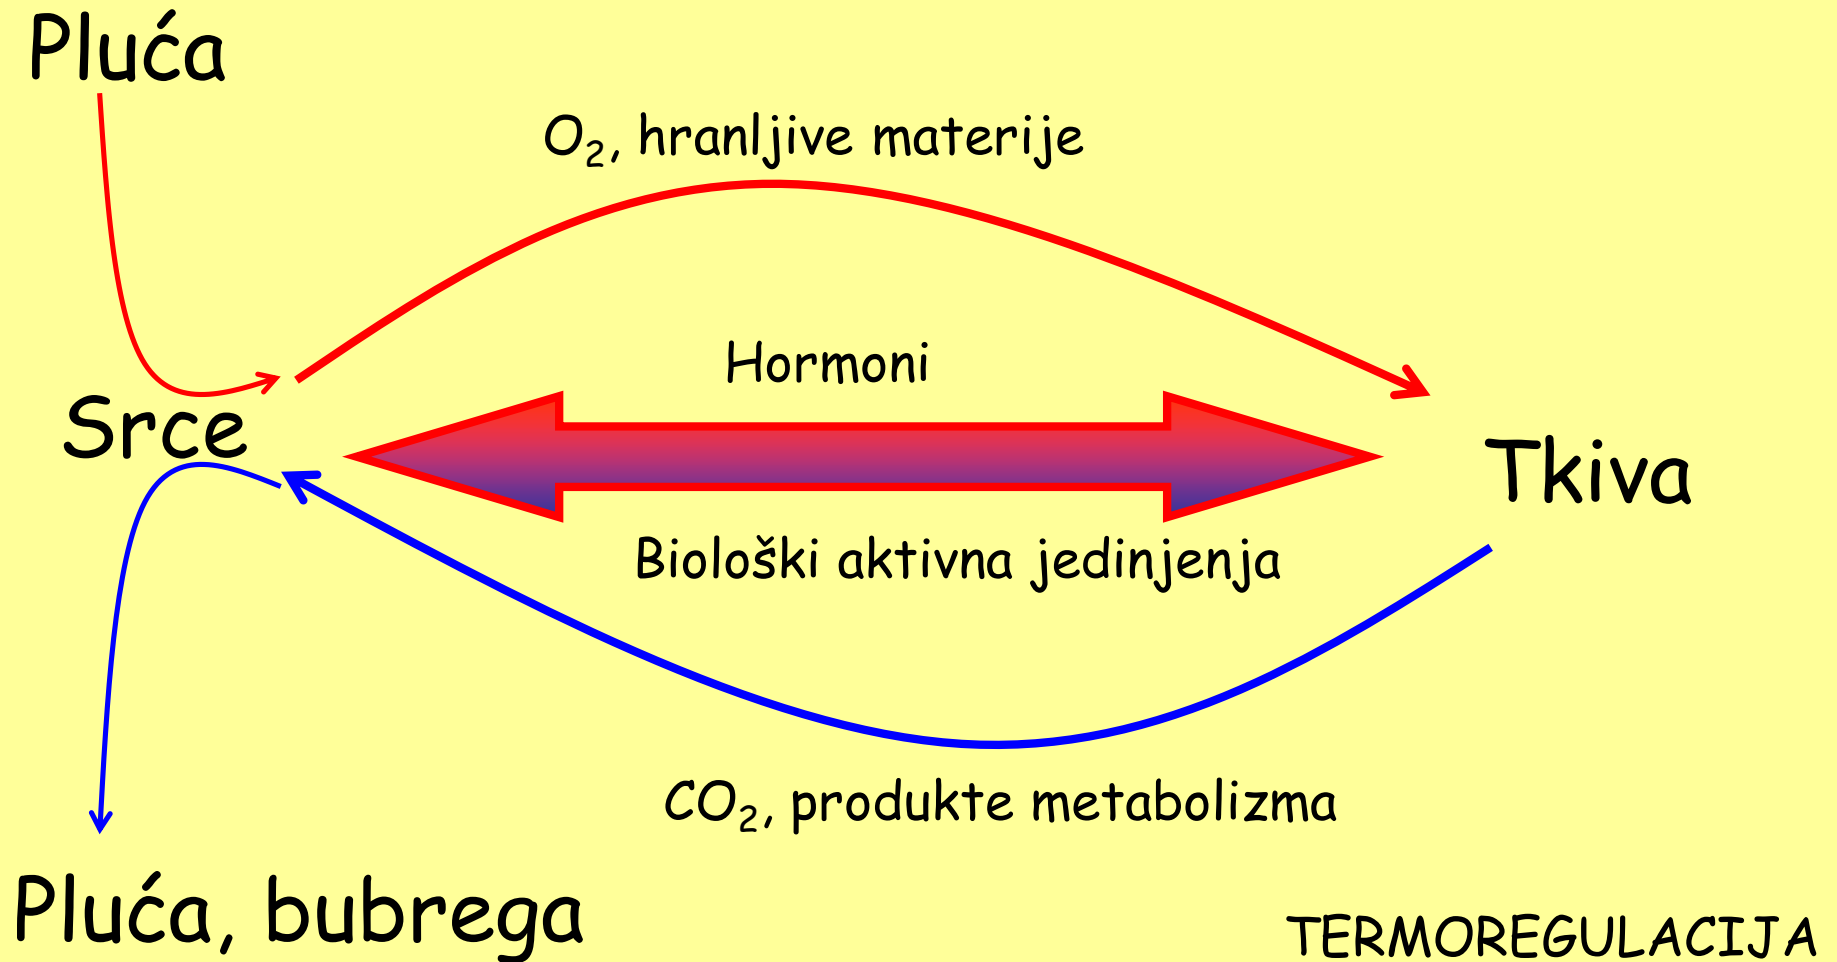 Pluća
O₂, hranljive materije
Hormoni
Srce
Tkiva
Biološki aktivna jedinjenja
CO₂, produkte metabolizma
Pluća, bubrega
TERMOREGULACIJA